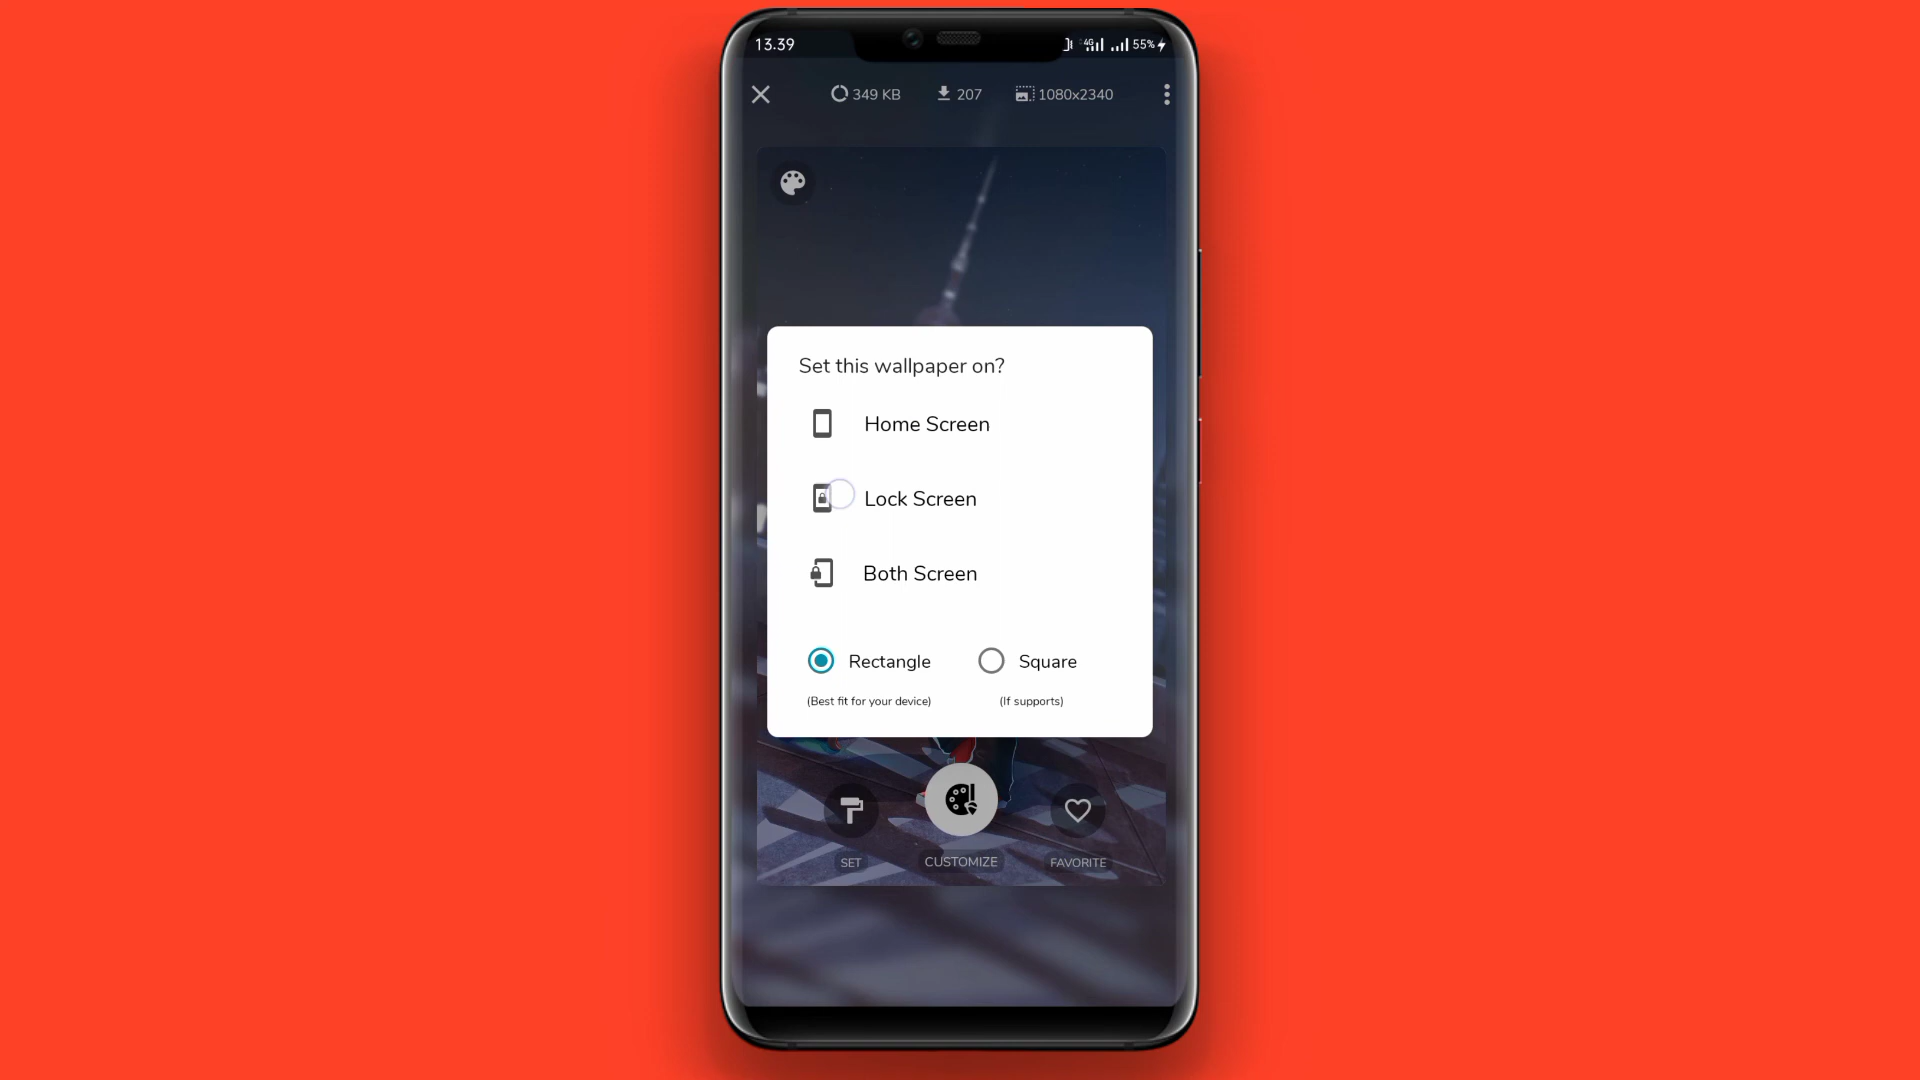 13.39
4G 55%
349 KB 207 1080x2340
Set this wallpaper on?
Home Screen
Lock Screen
Both Screen
Rectangle Square
(Best fit for your device) (If supports)
SET CUSTOMIZE FAVORITE